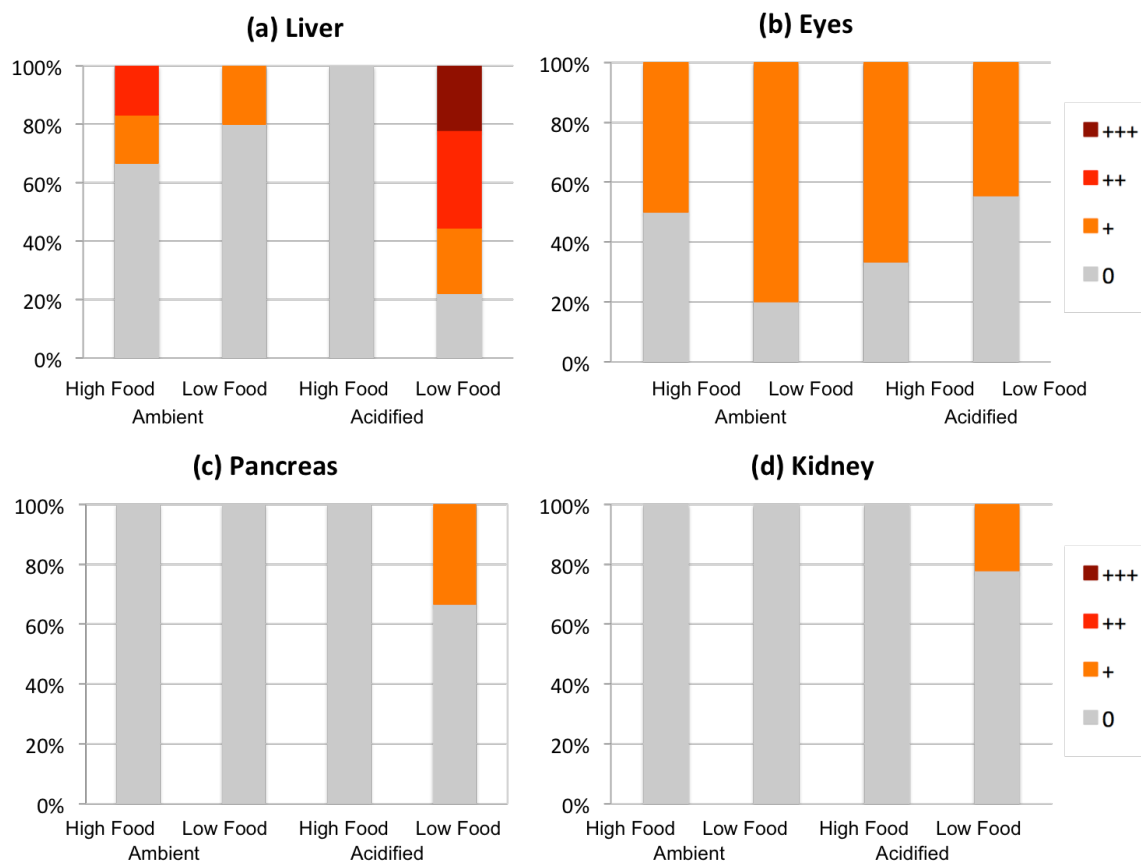 (a) Liver
100%
80%
60%
40%
20%
0%
High Food Low Food High Food Low Food
Ambient Acidified
(b) Eyes
100%
80%
60%
40%
20%
0%
High Food Low Food High Food Low Food
Ambient Acidified
+++
++
+
0
(c) Pancreas
100%
80%
60%
40%
20%
0%
High Food Low Food High Food Low Food
Ambient Acidified
(d) Kidney
100%
80%
60%
40%
20%
0%
High Food Low Food High Food Low Food
Ambient Acidified
+++
++
+
0